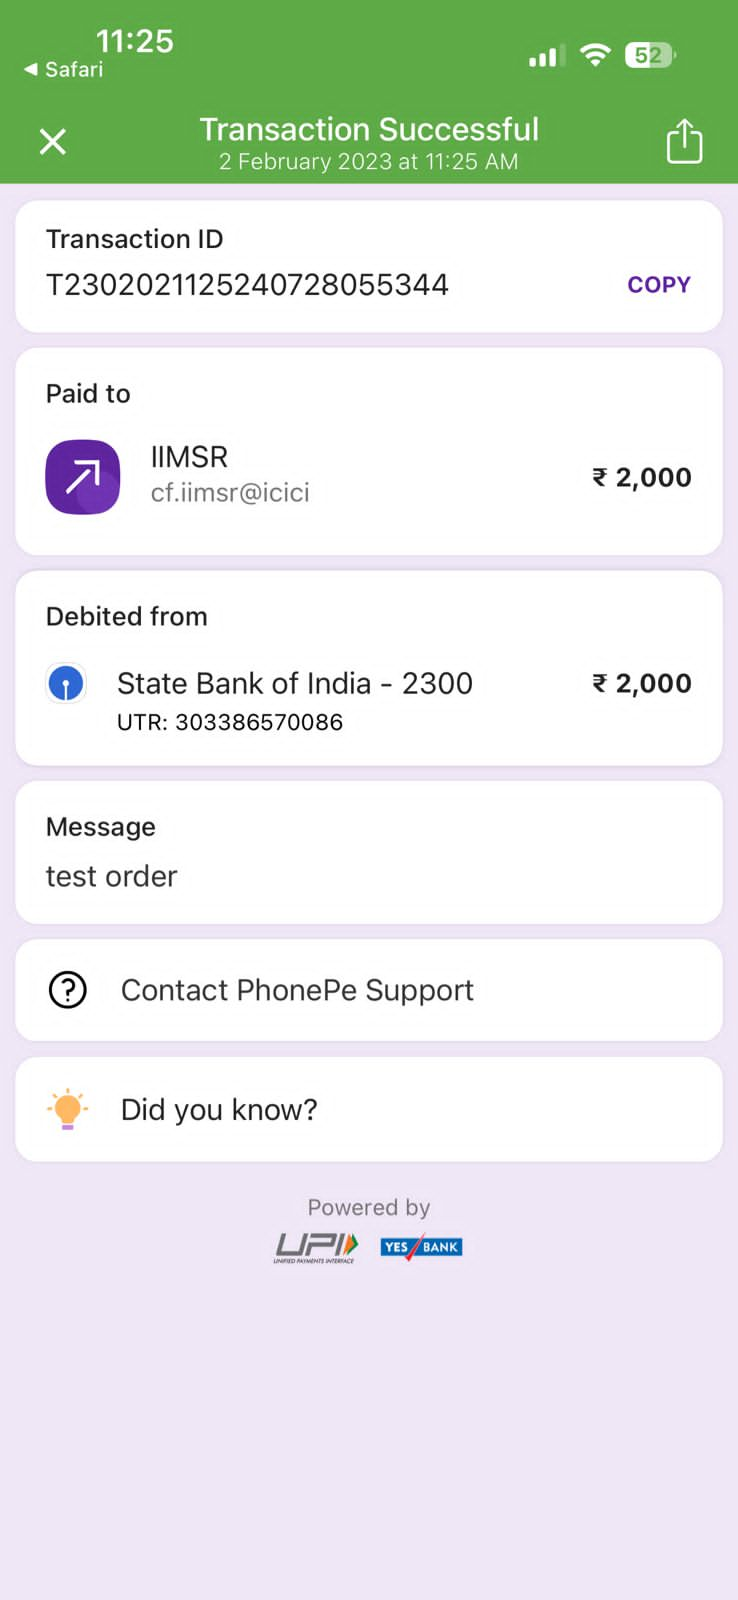 11:25
◀ Safari
52
Transaction Successful
2 February 2023 at 11:25 AM
Transaction ID
T2302021125240728055344
COPY
Paid to
IIMSR
cf.iimsr@icici
₹ 2,000
Debited from
State Bank of India - 2300
₹ 2,000
UTR: 303386570086
Message
test order
Contact PhonePe Support
Did you know?
Powered by
UPI
UNIFIED PAYMENTS INTERFACE
YES BANK